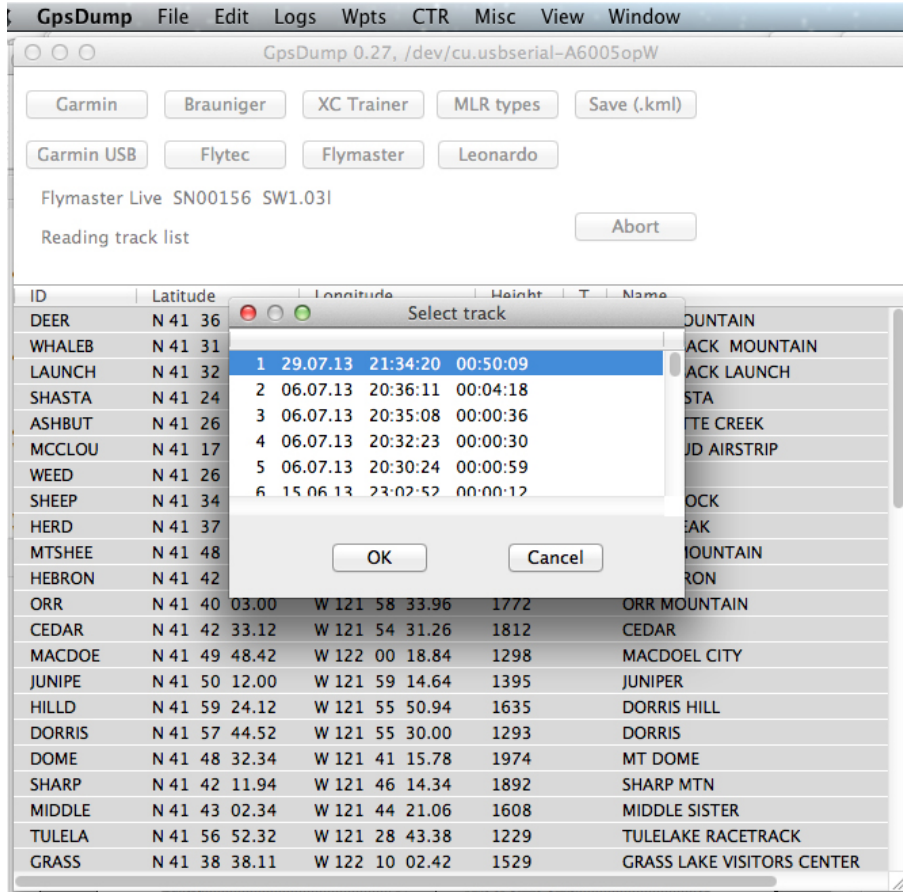 GpsDump File Edit Logs Wpts CTR Misc View Window
GpsDump 0.27, /dev/cu.usbserial-A6005opW
Garmin Brauniger XC Trainer MLR types Save (.kml)
Garmin USB Flytec Flymaster Leonardo
Flymaster Live SN00156 SW1.03l
Abort
Reading track list
ID Latitude Longitude Height T Name
Select track
1 29.07.13 21:34:20 00:50:09
2 06.07.13 20:36:11 00:04:18
3 06.07.13 20:35:08 00:00:36
4 06.07.13 20:32:23 00:00:30
5 06.07.13 20:30:24 00:00:59
6 15.06.13 23:02:52 00:00:12
OK Cancel
DEER N 41 36 OUNTAIN
WHALEB N 41 31 ACK MOUNTAIN
LAUNCH N 41 32 ACK LAUNCH
SHASTA N 41 24 STA
ASHBUT N 41 26 TTE CREEK
MCCLOU N 41 17 UD AIRSTRIP
WEED N 41 26
SHEEP N 41 34 OCK
HERD N 41 37 EAK
MTSHEE N 41 48 MOUNTAIN
HEBRON N 41 42 RON
ORR N 41 40 03.00 W 121 58 33.96 1772 ORR MOUNTAIN
CEDAR N 41 42 33.12 W 121 54 31.26 1812 CEDAR
MACDOE N 41 49 48.42 W 122 00 18.84 1298 MACDOEL CITY
JUNIPE N 41 50 12.00 W 121 59 14.64 1395 JUNIPER
HILLD N 41 59 24.12 W 121 55 50.94 1635 DORRIS HILL
DORRIS N 41 57 44.52 W 121 55 30.00 1293 DORRIS
DOME N 41 48 32.34 W 121 41 15.78 1974 MT DOME
SHARP N 41 42 11.94 W 121 46 14.34 1892 SHARP MTN
MIDDLE N 41 43 02.34 W 121 44 21.06 1608 MIDDLE SISTER
TULELA N 41 56 52.32 W 121 28 43.38 1229 TULELAKE RACETRACK
GRASS N 41 38 38.11 W 122 10 02.42 1529 GRASS LAKE VISITORS CENTER